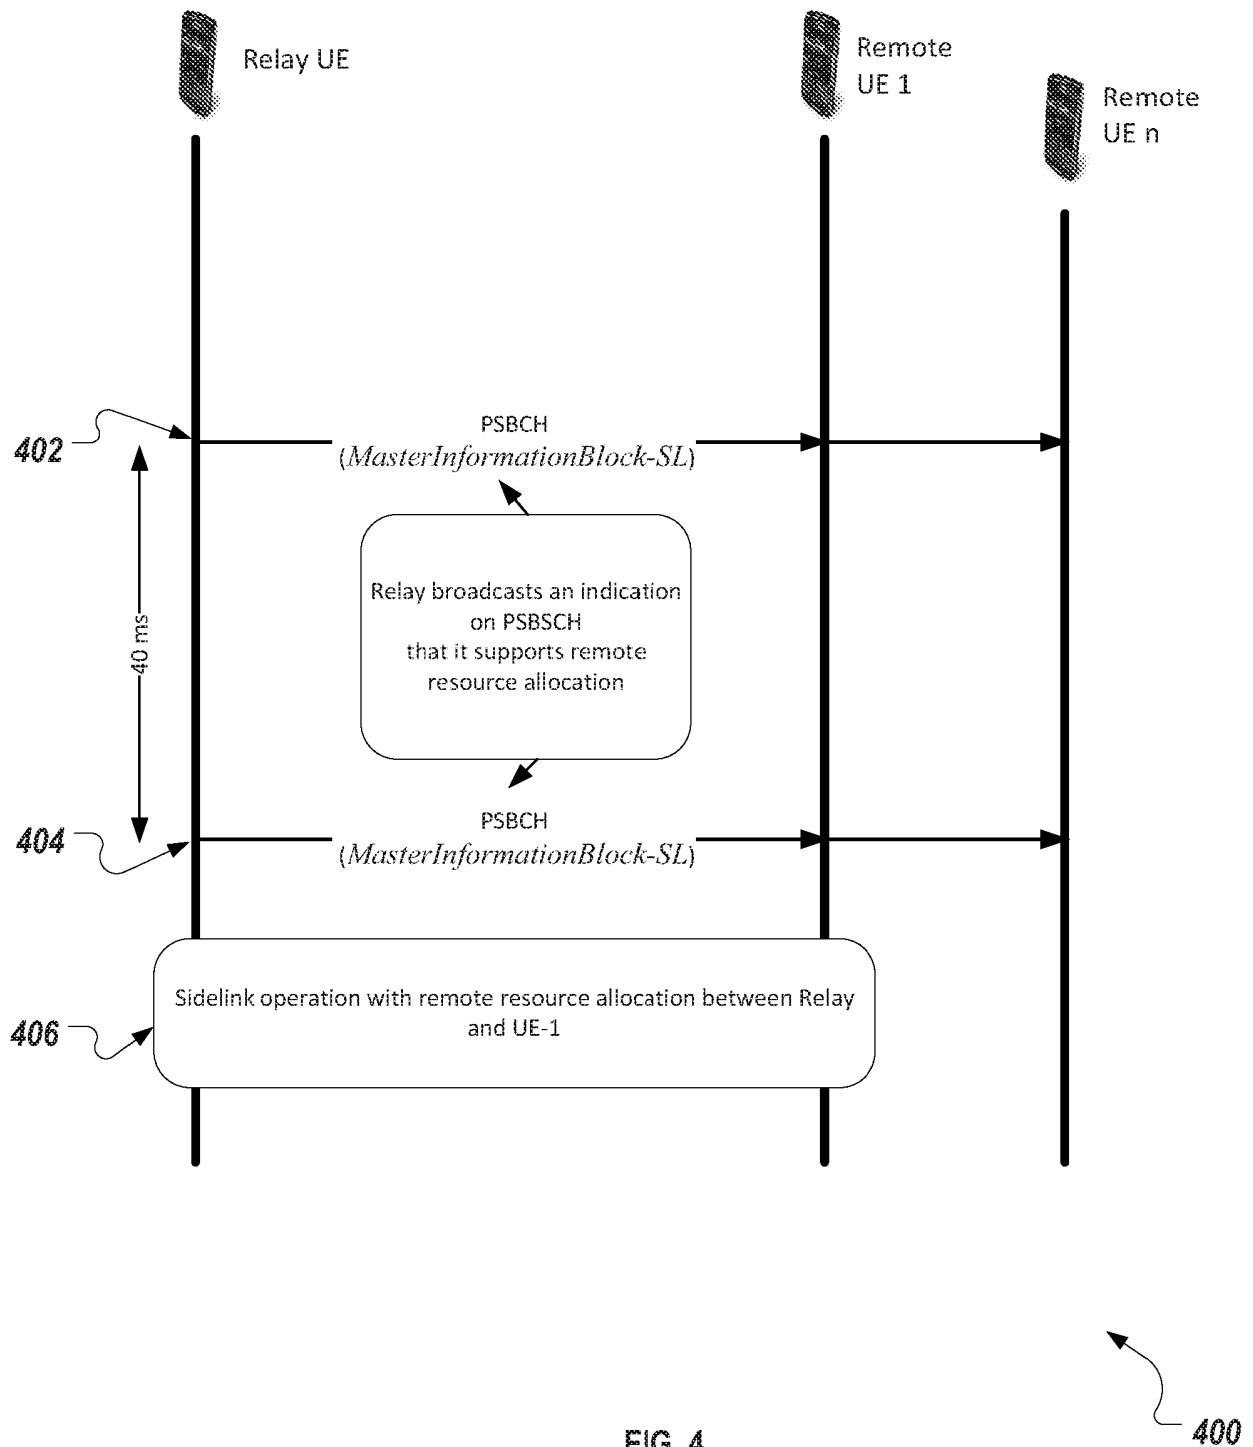 Relay UE
Remote
UE 1
Remote
UE n
402
PSBCH
(MasterInformationBlock-SL)
Relay broadcasts an indication
on PSBSCH
that it supports remote
resource allocation
40 ms
404
PSBCH
(MasterInformationBlock-SL)
Sidelink operation with remote resource allocation between Relay
and UE-1
406
400
FIG. 4